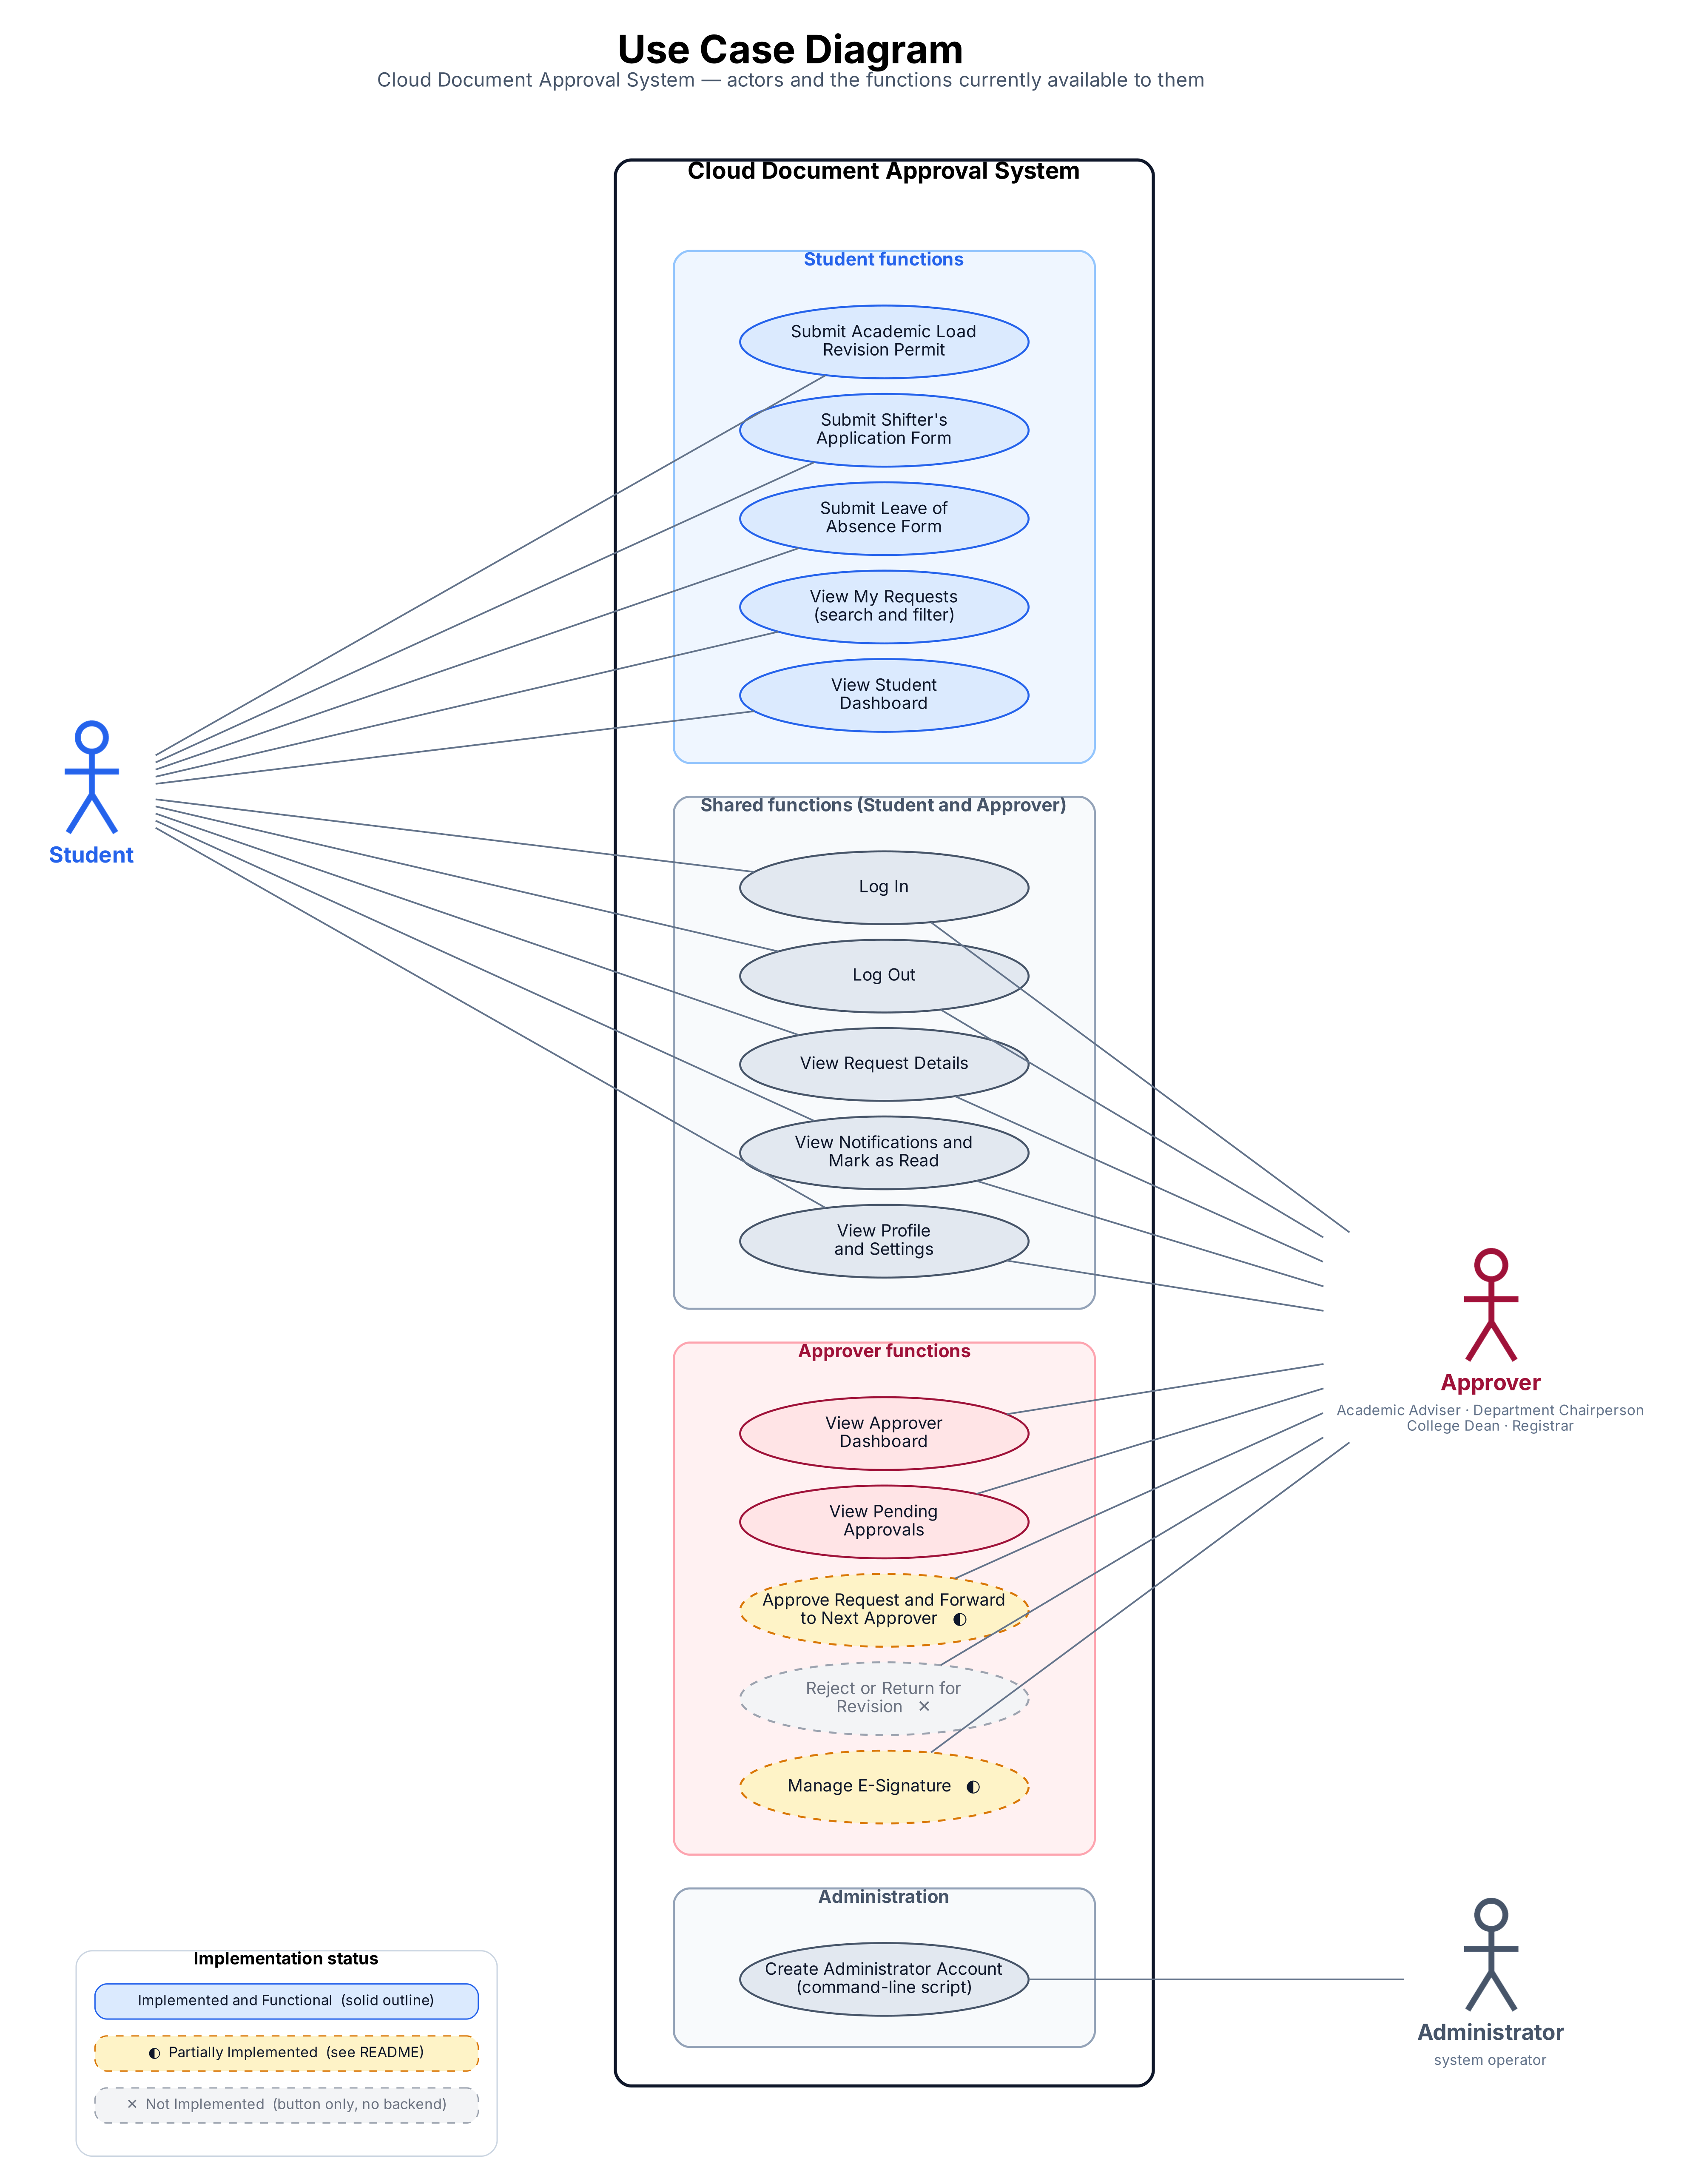 Use Case Diagram
Cloud Document Approval System — actors and the functions currently available to them
Cloud Document Approval System
Student functions
Submit Academic Load
Revision Permit
Submit Shifter's
Application Form
Submit Leave of
Absence Form
View My Requests
(search and filter)
View Student
Dashboard
Student
Shared functions (Student and Approver)
Log In
Log Out
View Request Details
View Notifications and
Mark as Read
View Profile
and Settings
Approver
Academic Adviser · Department Chairperson
College Dean · Registrar
Approver functions
View Approver
Dashboard
View Pending
Approvals
Approve Request and Forward
to Next Approver ◐
Reject or Return for
Revision ✕
Manage E-Signature ◐
Administration
Create Administrator Account
(command-line script)
Administrator
system operator
Implementation status
Implemented and Functional (solid outline)
◐ Partially Implemented (see README)
✕ Not Implemented (button only, no backend)